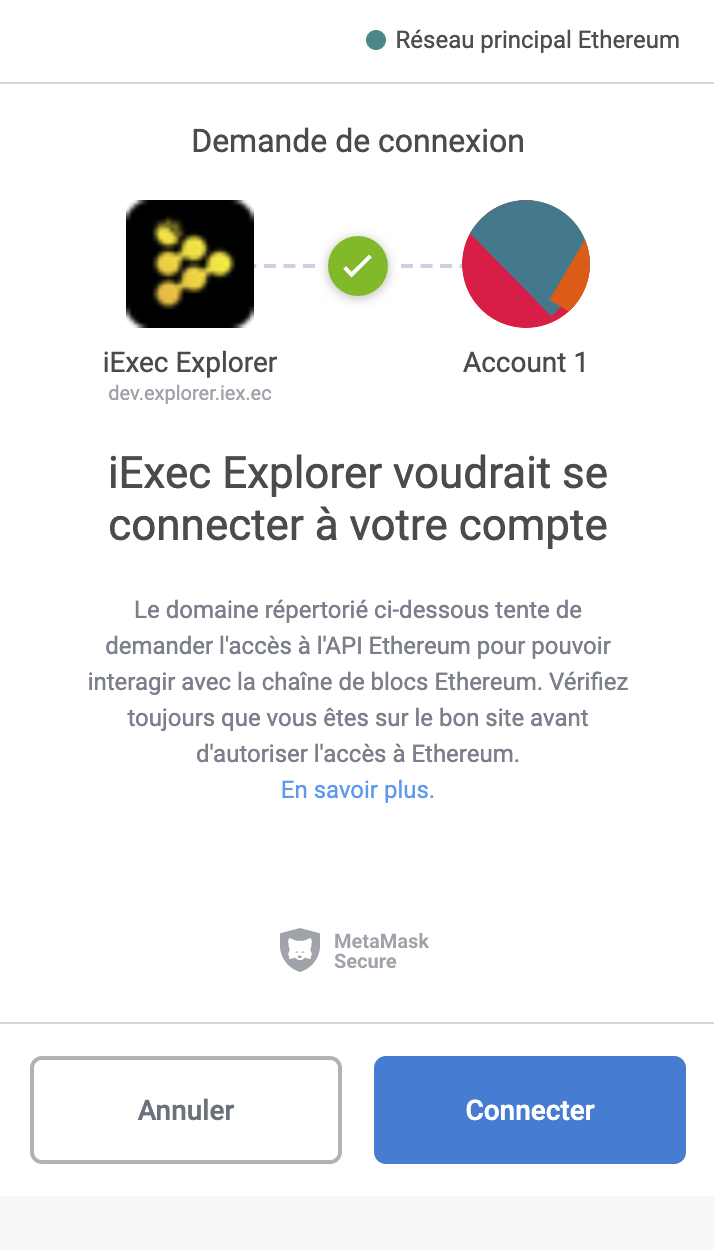 Réseau principal Ethereum
Demande de connexion
iExec Explorer
dev.explorer.iex.ec
Account 1
iExec Explorer voudrait se
connecter à votre compte
Le domaine répertorié ci-dessous tente de
demander l'accès à l'API Ethereum pour pouvoir
interagir avec la chaîne de blocs Ethereum. Vérifiez
toujours que vous êtes sur le bon site avant
d'autoriser l'accès à Ethereum.
En savoir plus.
MetaMask
Secure
Annuler
Connecter